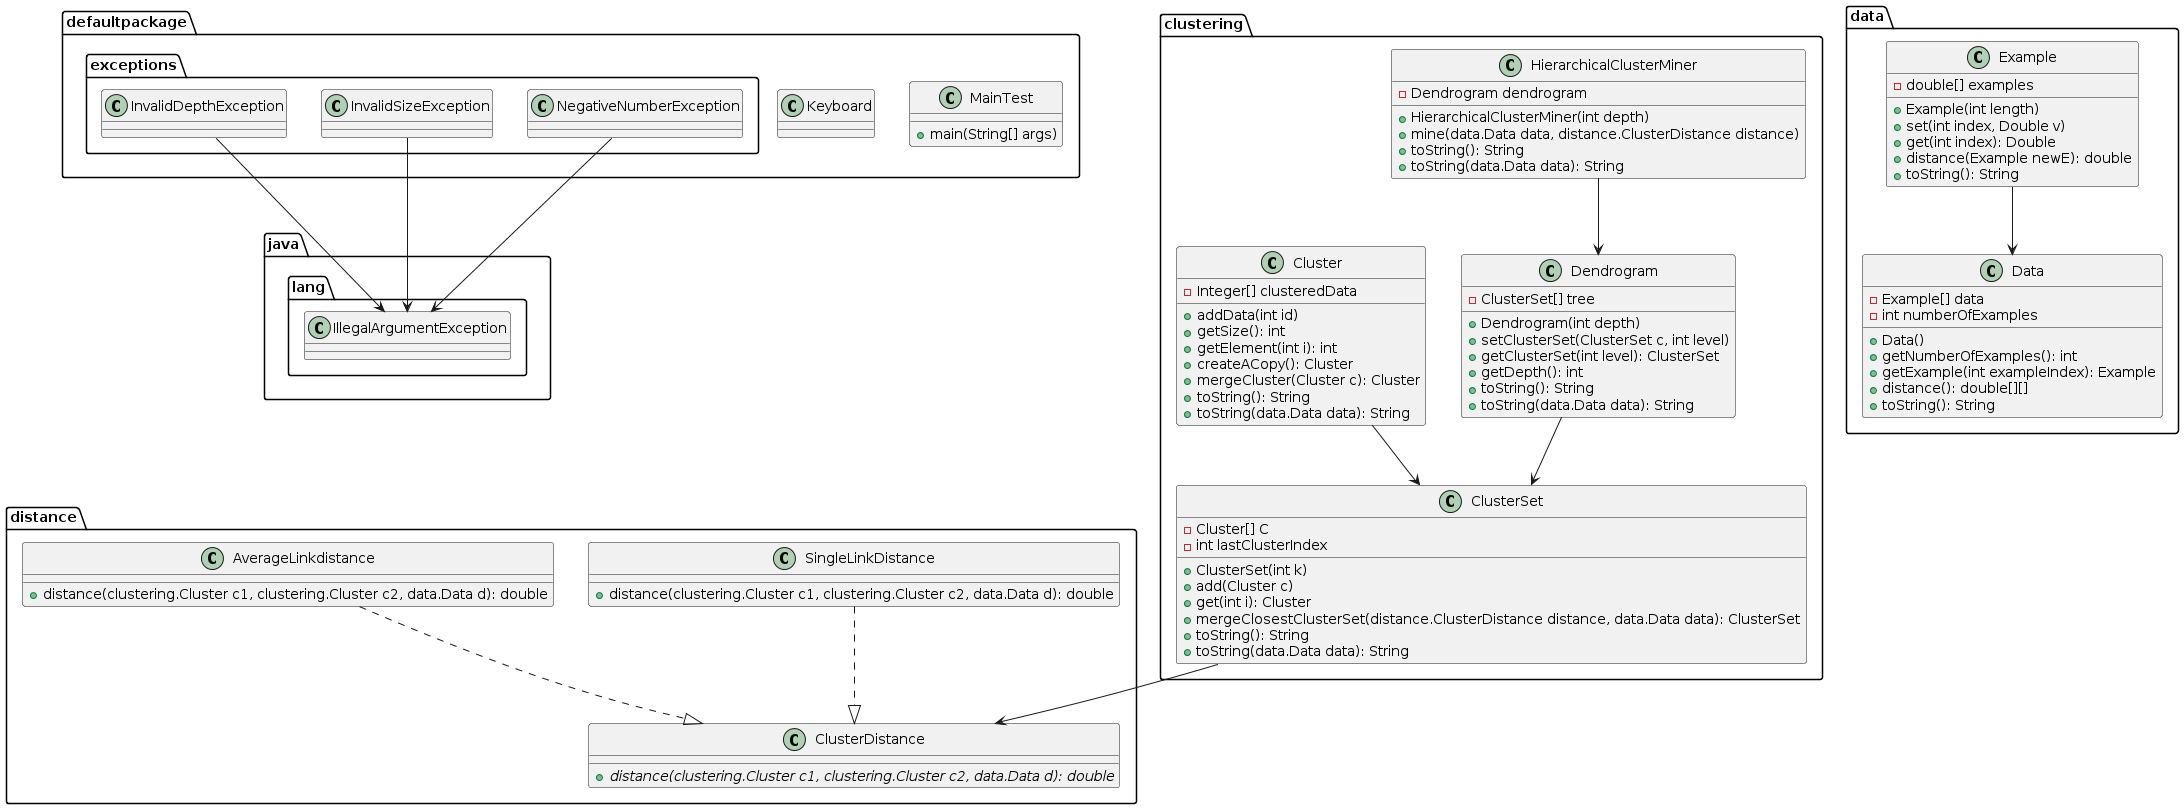 defaultpackage
exceptions
InvalidDepthException
InvalidSizeException
NegativeNumberException
Keyboard
MainTest
main(String[] args)
java
lang
IllegalArgumentException
clustering
HierarchicalClusterMiner
Dendrogram dendrogram
HierarchicalClusterMiner(int depth)
mine(data.Data data, distance.ClusterDistance distance)
toString(): String
toString(data.Data data): String
Cluster
Integer[] clusteredData
addData(int id)
getSize(): int
getElement(int i): int
createACopy(): Cluster
mergeCluster(Cluster c): Cluster
toString(): String
toString(data.Data data): String
Dendrogram
ClusterSet[] tree
Dendrogram(int depth)
setClusterSet(ClusterSet c, int level)
getClusterSet(int level): ClusterSet
getDepth(): int
toString(): String
toString(data.Data data): String
ClusterSet
Cluster[] C
int lastClusterIndex
ClusterSet(int k)
add(Cluster c)
get(int i): Cluster
mergeClosestClusterSet(distance.ClusterDistance distance, data.Data data): ClusterSet
toString(): String
toString(data.Data data): String
data
Example
double[] examples
Example(int length)
set(int index, Double v)
get(int index): Double
distance(Example newE): double
toString(): String
Data
Example[] data
int numberOfExamples
Data()
getNumberOfExamples(): int
getExample(int exampleIndex): Example
distance(): double[][]
toString(): String
distance
AverageLinkdistance
distance(clustering.Cluster c1, clustering.Cluster c2, data.Data d): double
SingleLinkDistance
distance(clustering.Cluster c1, clustering.Cluster c2, data.Data d): double
ClusterDistance
distance(clustering.Cluster c1, clustering.Cluster c2, data.Data d): double